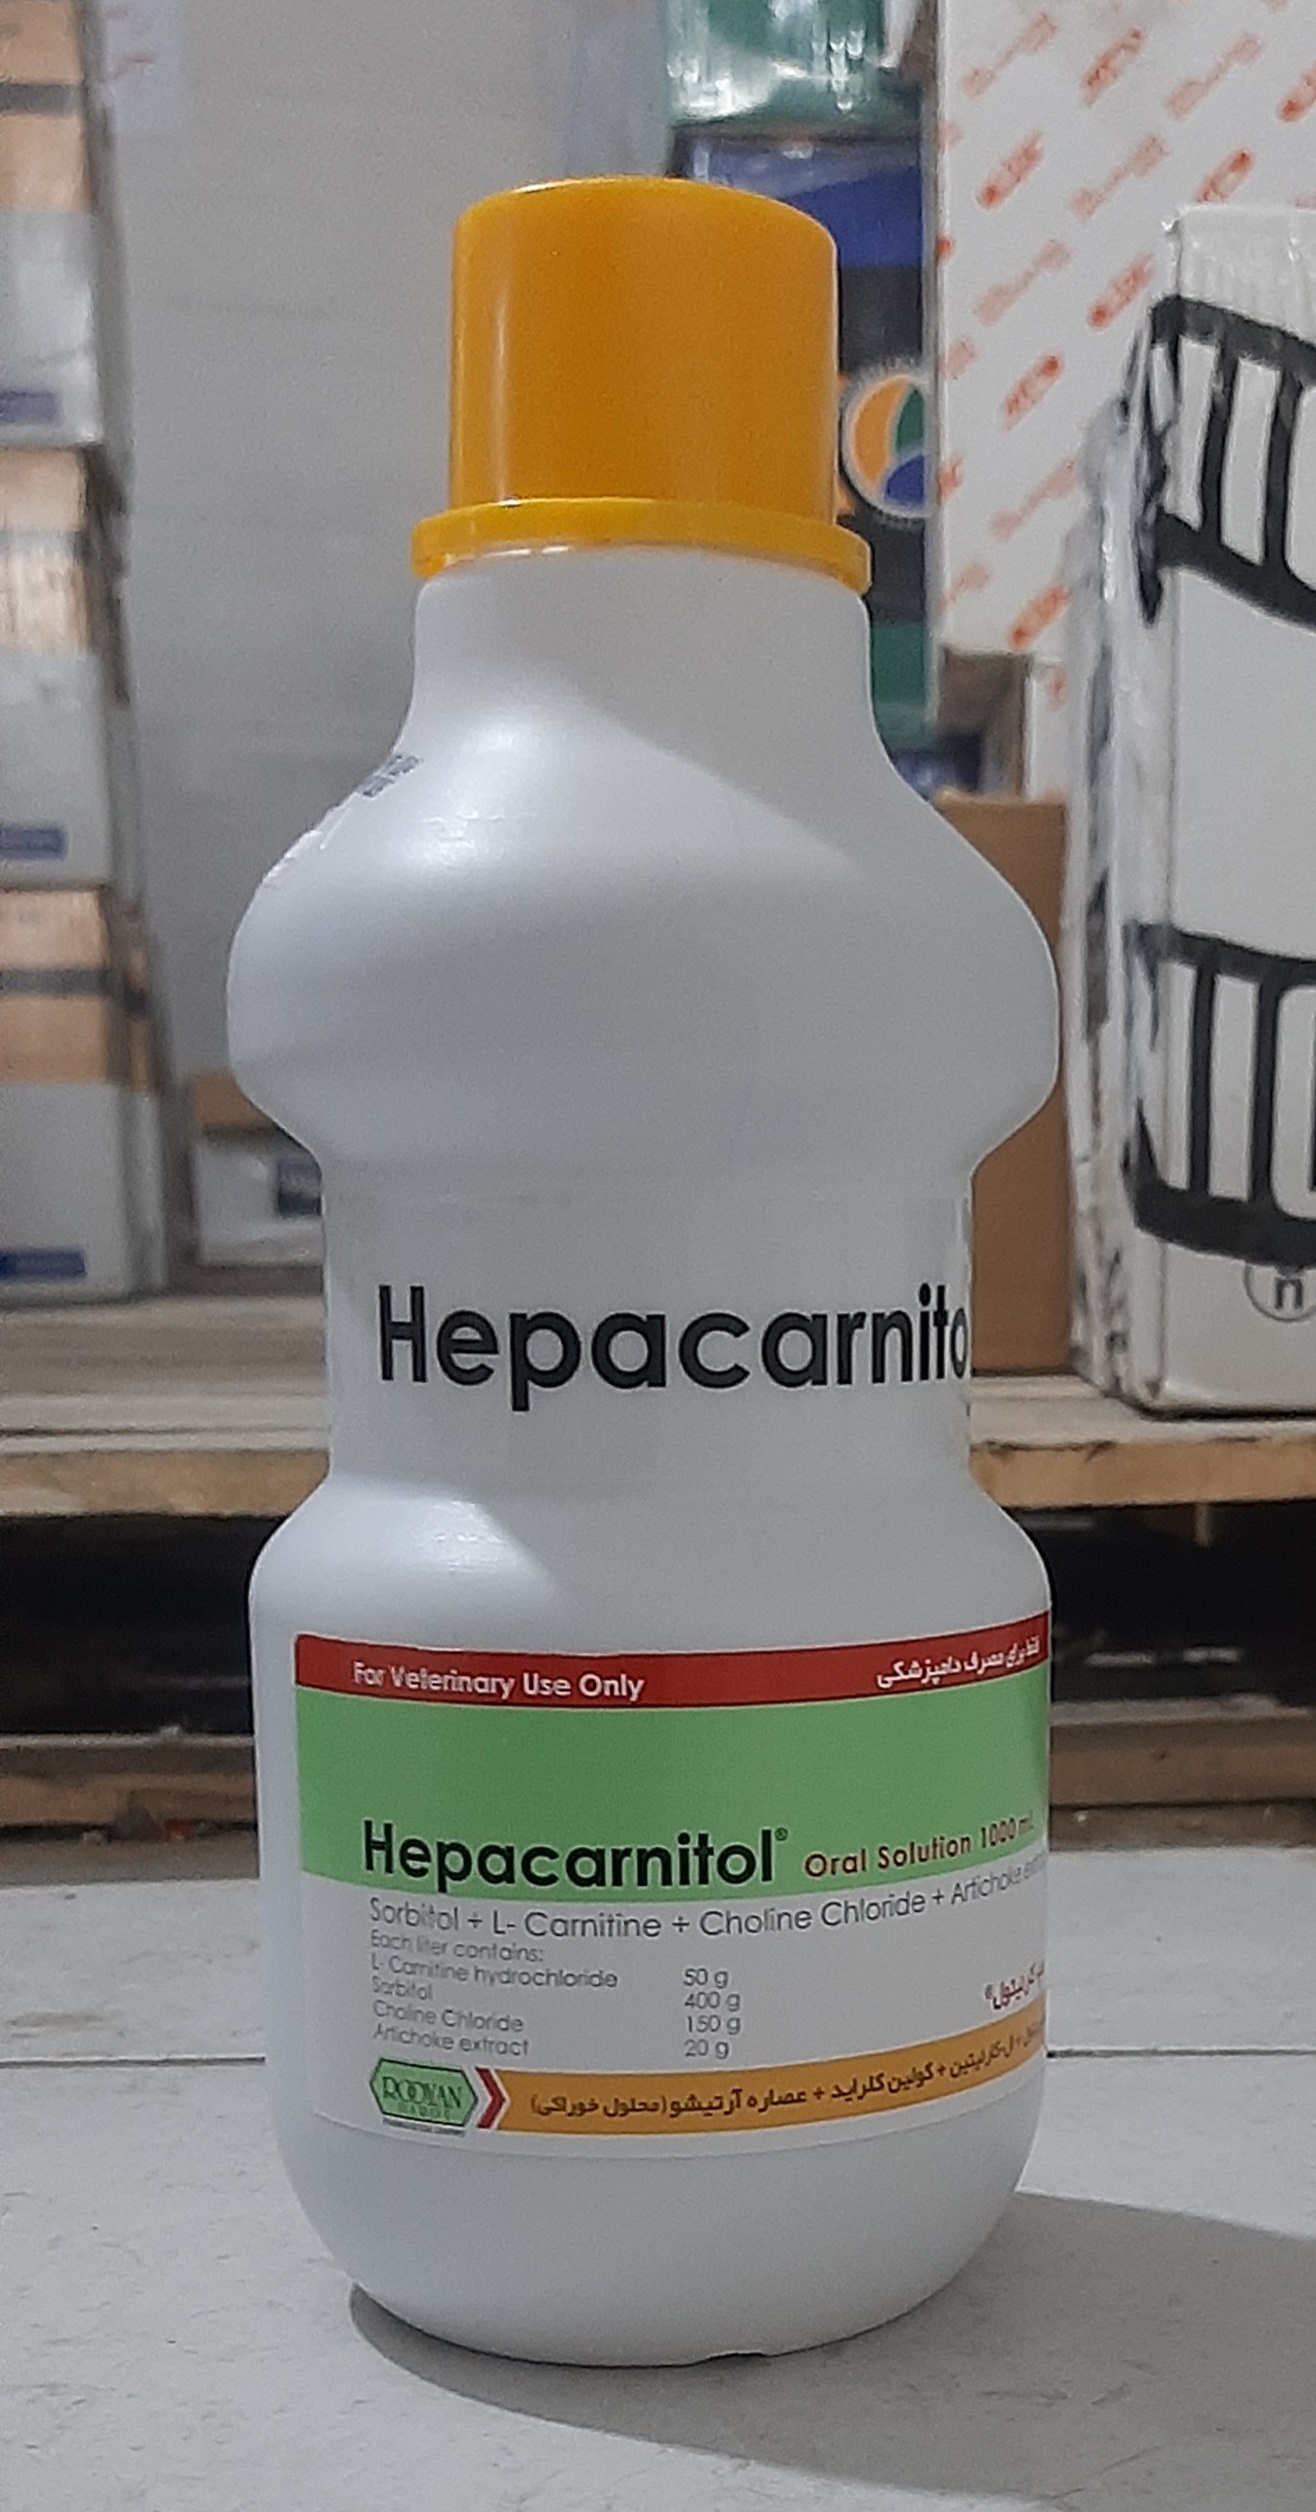 Hepacarnito
For Veterinary Use Only
فقط برای مصرف دامپزشکی
Hepacarnitol® Oral Solution 1000 mL
Sorbitol + L- Carnitine + Choline Chloride + Artichoke
Each liter contains:
L- Carnitine hydrochloride 50 g
Sorbitol 400 g
Choline Chloride 150 g
Artichoke extract 20 g
ROOYAN
ال-کارنیتین + کولین کلراید + عصاره آرتیشو (محلول خوراکی)
n